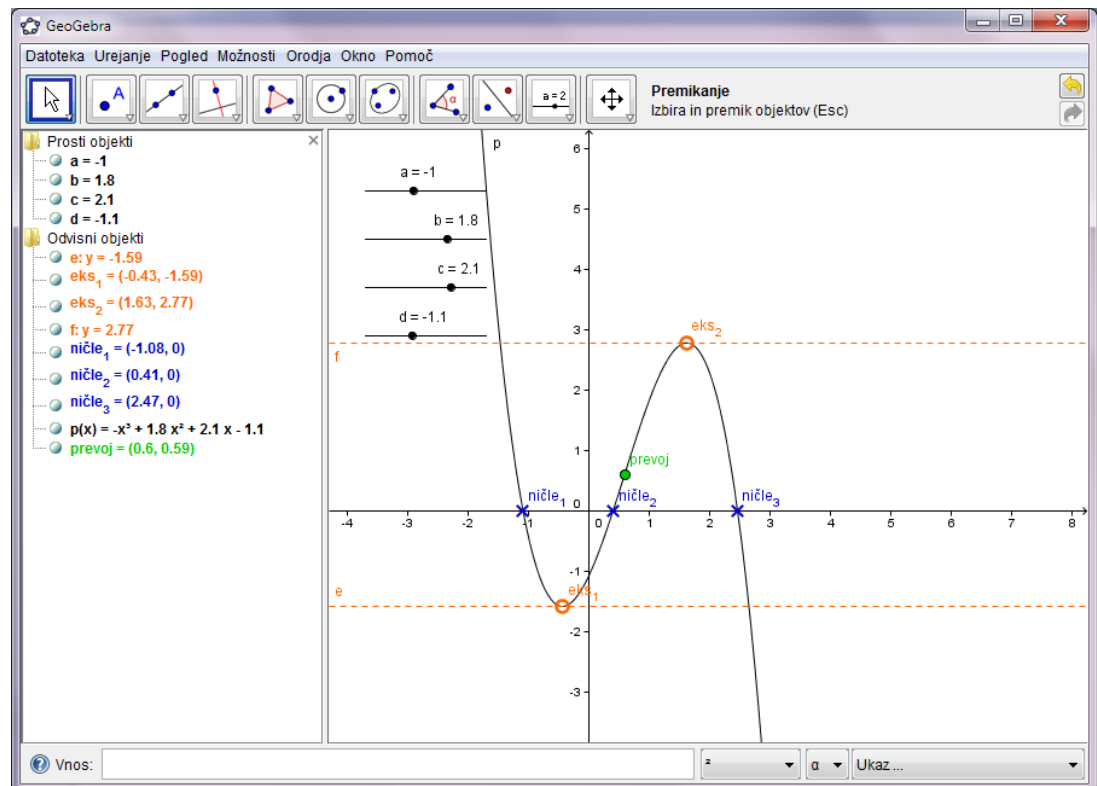 GeoGebra
Datoteka Urejanje Pogled Možnosti Orodja Okno Pomoč
A
α
a = 2
Premikanje
Izbira in premik objektov (Esc)
Prosti objekti
a = -1
b = 1.8
c = 2.1
d = -1.1
Odvisni objekti
e: y = -1.59
eks₁ = (-0.43, -1.59)
eks₂ = (1.63, 2.77)
f: y = 2.77
ničle₁ = (-1.08, 0)
ničle₂ = (0.41, 0)
ničle₃ = (2.47, 0)
p(x) = -x³ + 1.8 x² + 2.1 x - 1.1
prevoj = (0.6, 0.59)
p
a = -1
b = 1.8
c = 2.1
d = -1.1
6
5
4
3
2
1
0
-1
-2
-3
eks₂
f
prevoj
ničle₁
ničle₂
ničle₃
-4 -3 -2 -1 0 1 2 3 4 5 6 7 8
e
eks₁
Vnos:
²
α
Ukaz ...